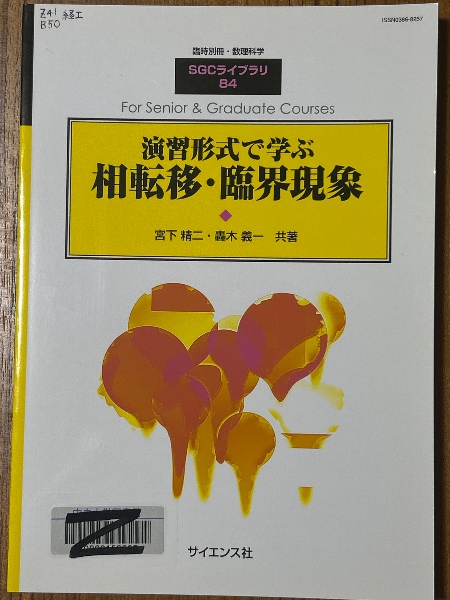 Z41 経工
B50
ISSN0386-8257
臨時別冊・数理科学
SGCライブラリ
84
For Senior & Graduate Courses
演習形式で学ぶ
相転移・臨界現象
宮下 精二・轟木 義一 共著
サイエンス社